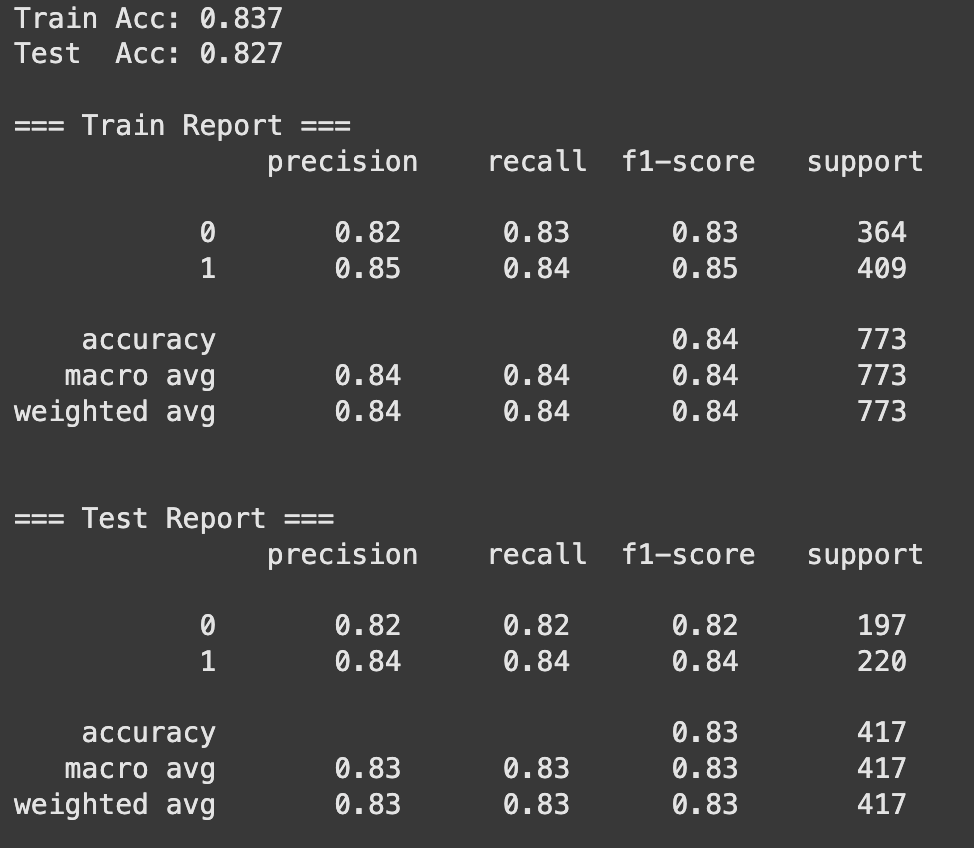 Train Acc: 0.837
Test  Acc: 0.827
=== Train Report ===
              precision    recall  f1-score   support
           0       0.82      0.83      0.83       364
           1       0.85      0.84      0.85       409
    accuracy                           0.84       773
   macro avg       0.84      0.84      0.84       773
weighted avg       0.84      0.84      0.84       773
=== Test Report ===
              precision    recall  f1-score   support
           0       0.82      0.82      0.82       197
           1       0.84      0.84      0.84       220
    accuracy                           0.83       417
   macro avg       0.83      0.83      0.83       417
weighted avg       0.83      0.83      0.83       417